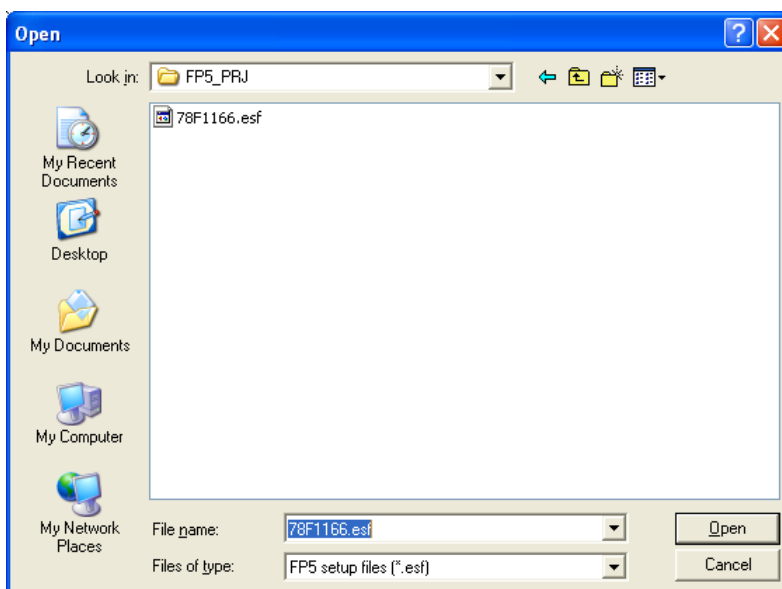 Open
Look in: FP5_PRJ
78F1166.esf
My Recent
Documents
Desktop
My Documents
My Computer
My Network
Places
File name: 78F1166.esf Open
Files of type: FP5 setup files (*.esf) Cancel